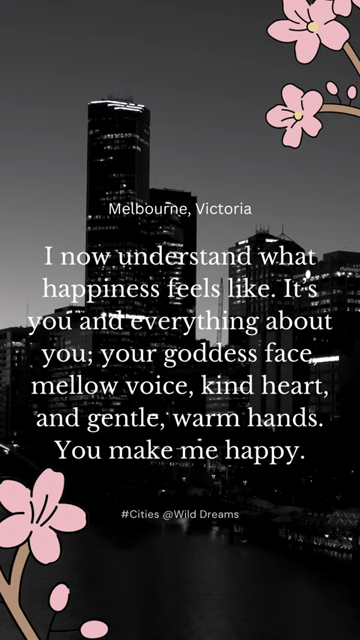 Melbourne, Victoria
I now understand what
happiness feels like. It's
you and everything about
you; your goddess face,
mellow voice, kind heart,
and gentle, warm hands.
You make me happy.
#Cities @Wild Dreams